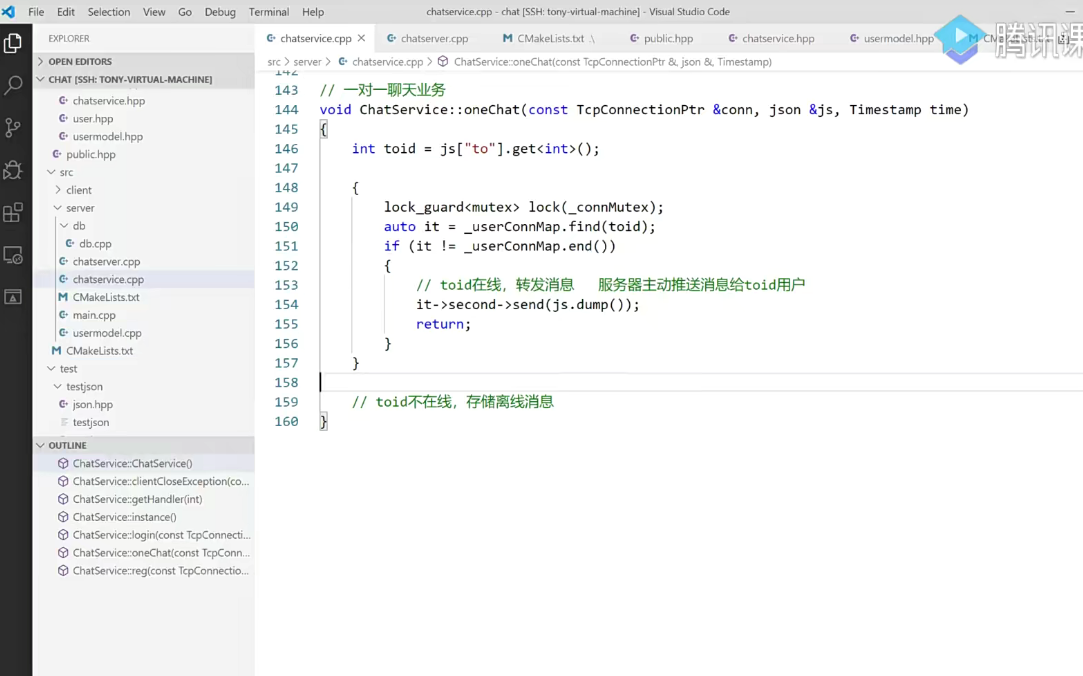 File Edit Selection View Go Debug Terminal Help chatservice.cpp - chat [SSH: tony-virtual-machine] - Visual Studio Code
EXPLORER
OPEN EDITORS
CHAT [SSH: TONY-VIRTUAL-MACHINE]
chatservice.hpp
user.hpp
usermodel.hpp
public.hpp
src
client
server
db
db.cpp
chatserver.cpp
chatservice.cpp
CMakeLists.txt
main.cpp
usermodel.cpp
CMakeLists.txt
test
testjson
json.hpp
testjson
OUTLINE
ChatService::ChatService()
ChatService::clientCloseException(co...
ChatService::getHandler(int)
ChatService::instance()
ChatService::login(const TcpConnecti...
ChatService::oneChat(const TcpConn...
ChatService::reg(const TcpConnectio...
chatservice.cpp chatserver.cpp CMakeLists.txt .\ public.hpp chatservice.hpp usermodel.hpp
腾讯课
src > server > chatservice.cpp > ChatService::oneChat(const TcpConnectionPtr &, json &, Timestamp)
142
143 // 一对一聊天业务
144 void ChatService::oneChat(const TcpConnectionPtr &conn, json &js, Timestamp time)
145 {
146 int toid = js["to"].get<int>();
147
148 {
149 lock_guard<mutex> lock(_connMutex);
150 auto it = _userConnMap.find(toid);
151 if (it != _userConnMap.end())
152 {
153 // toid在线，转发消息 服务器主动推送消息给toid用户
154 it->second->send(js.dump());
155 return;
156 }
157 }
158
159 // toid不在线，存储离线消息
160 }